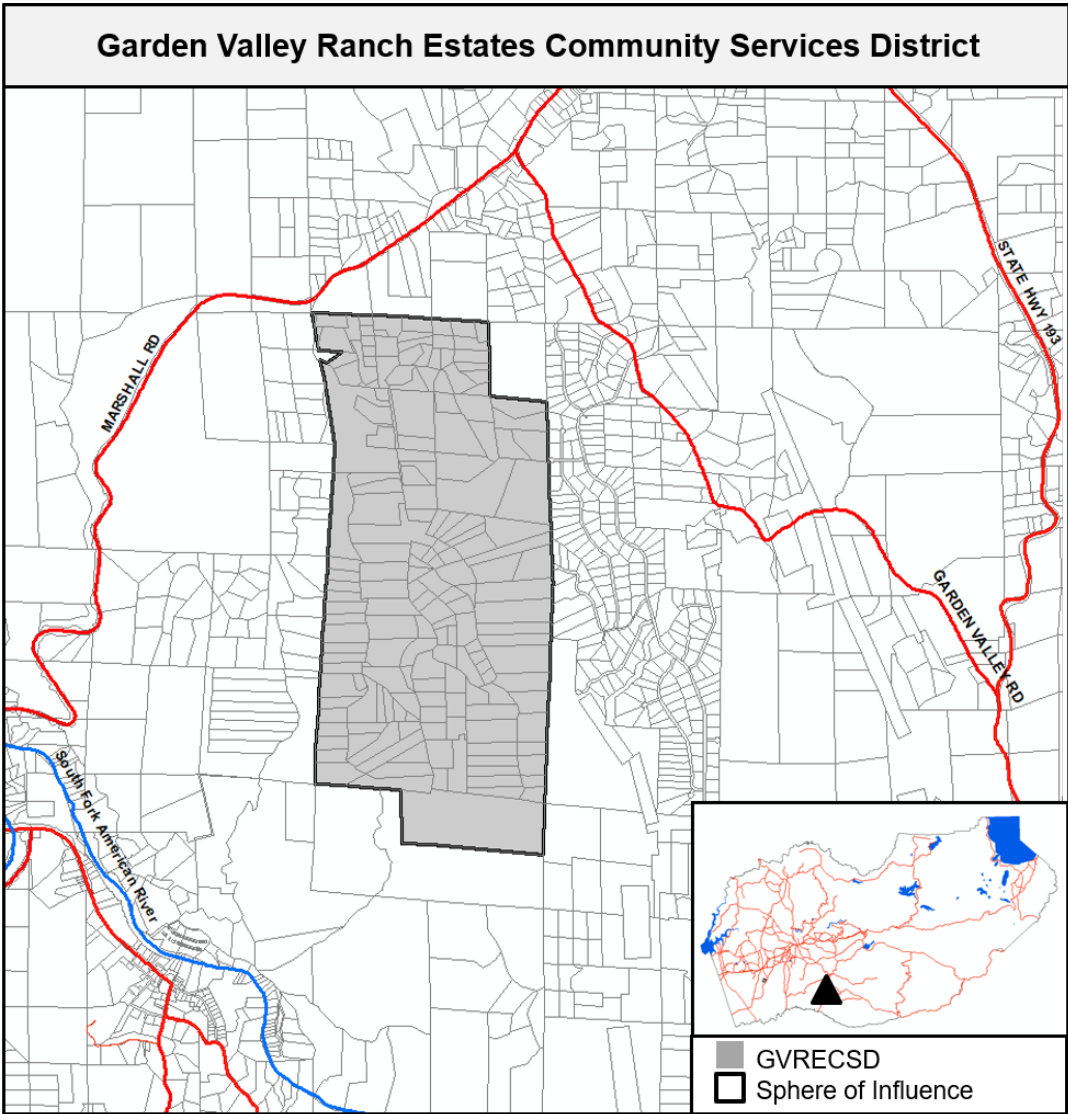 Garden Valley Ranch Estates Community Services District
STATE HWY 193
MARSHALL RD
GARDEN VALLEY RD
South Fork American River
GVRECSD
Sphere of Influence